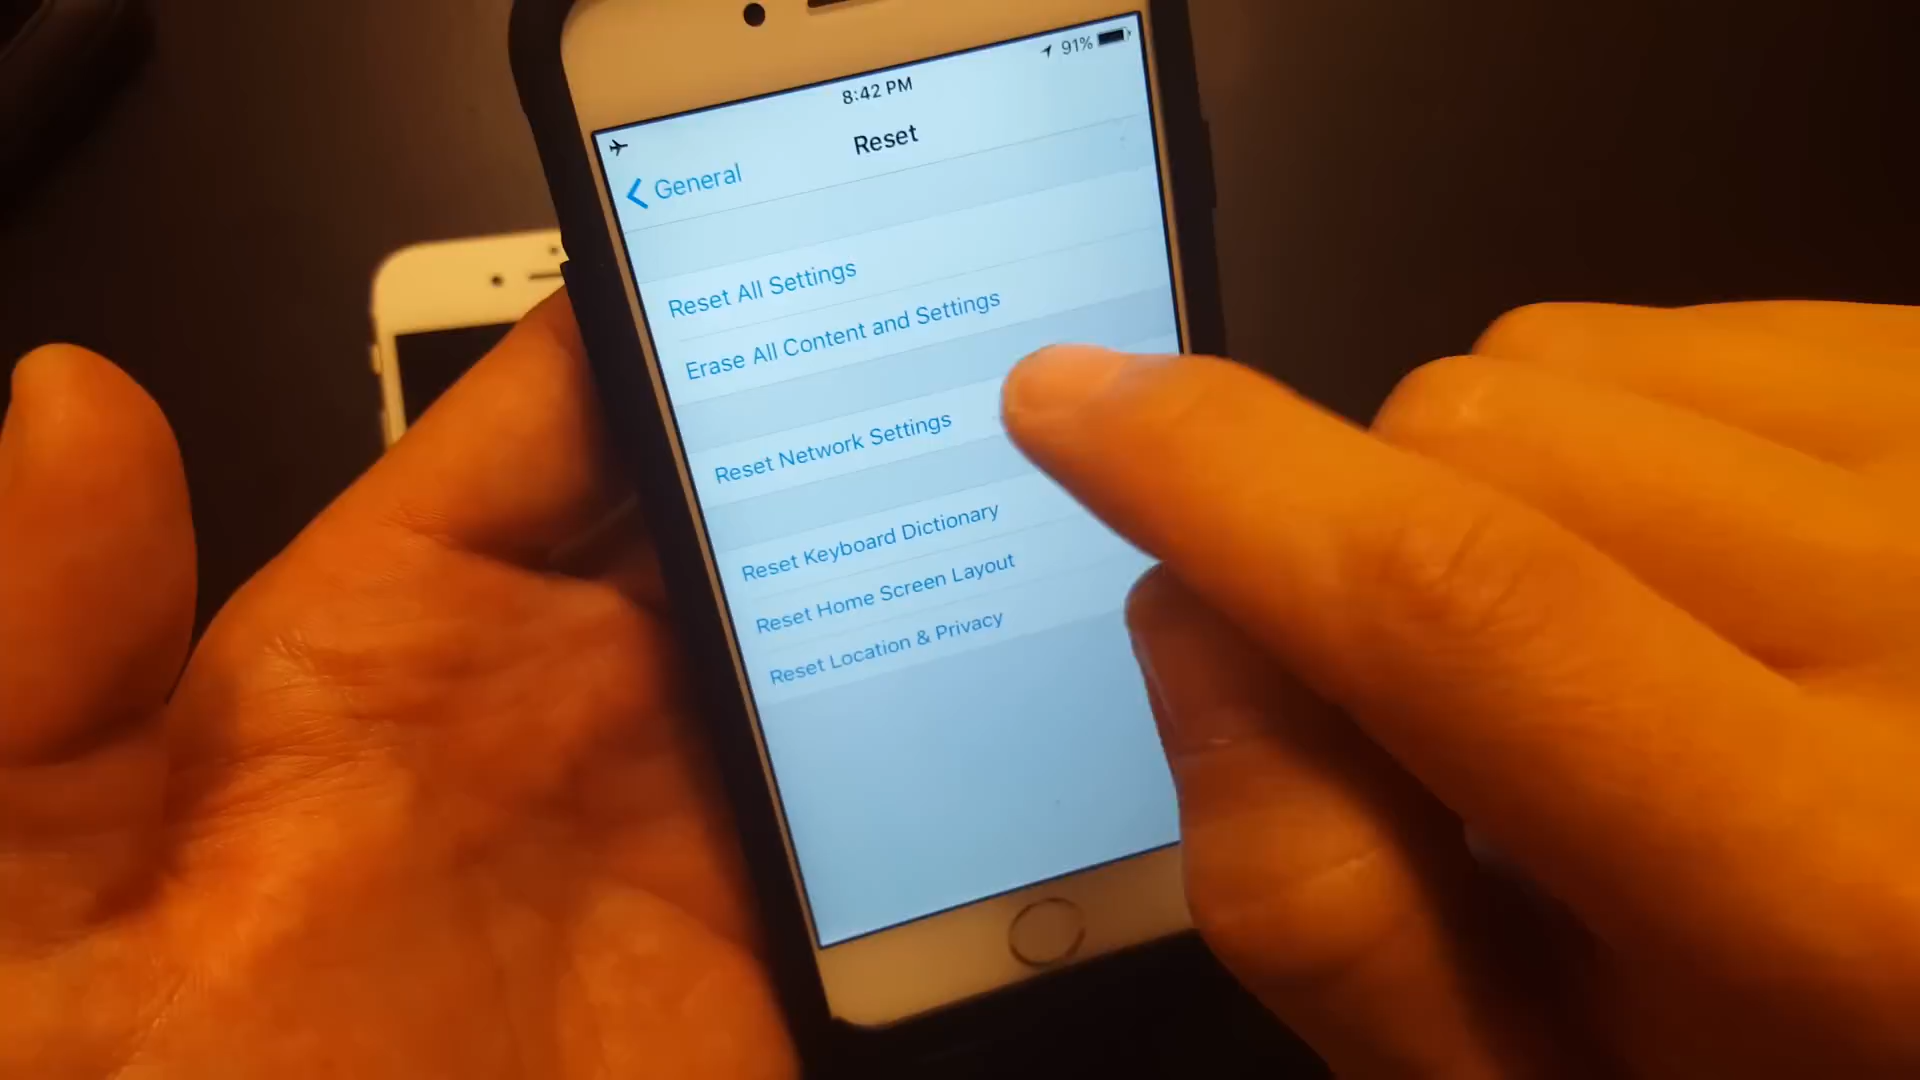 91%
8:42 PM
General
Reset
Reset All Settings
Erase All Content and Settings
Reset Network Settings
Reset Keyboard Dictionary
Reset Home Screen Layout
Reset Location & Privacy